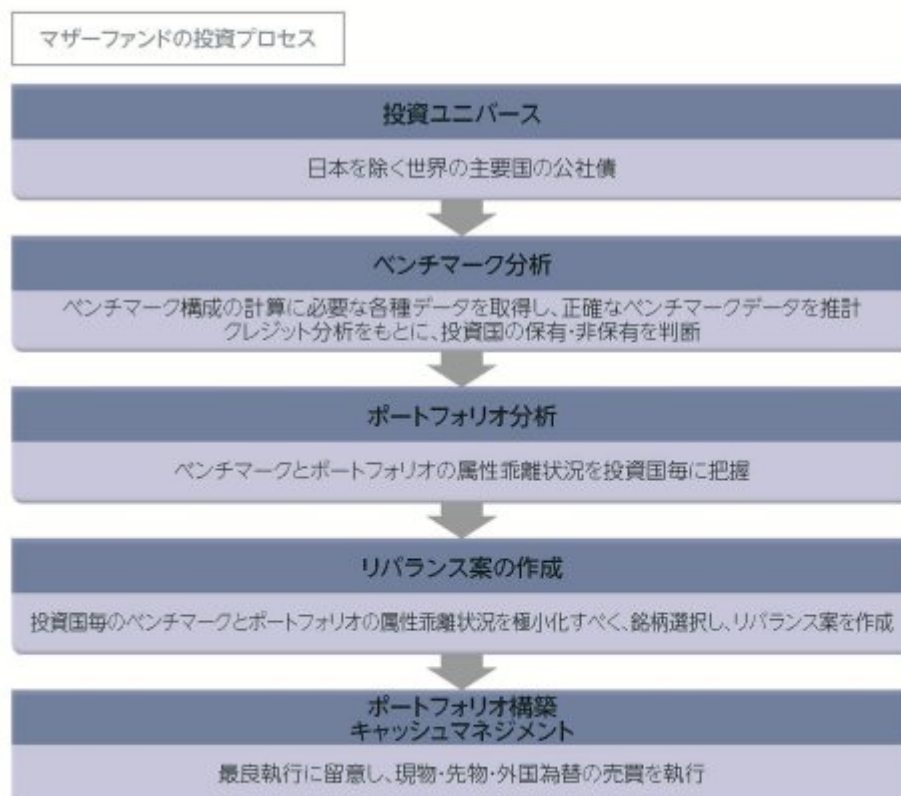 マザーファンドの投資プロセス
投資ユニバース
日本を除く世界の主要国の公社債
ベンチマーク分析
ベンチマーク構成の計算に必要な各種データを取得し、正確なベンチマークデータを推計
クレジット分析をもとに、投資国の保有・非保有を判断
ポートフォリオ分析
ベンチマークとポートフォリオの属性乖離状況を投資国毎に把握
リバランス案の作成
投資国毎のベンチマークとポートフォリオの属性乖離状況を極小化すべく、銘柄選択し、リバランス案を作成
ポートフォリオ構築
キャッシュマネジメント
最良執行に留意し、現物・先物・外国為替の売買を執行